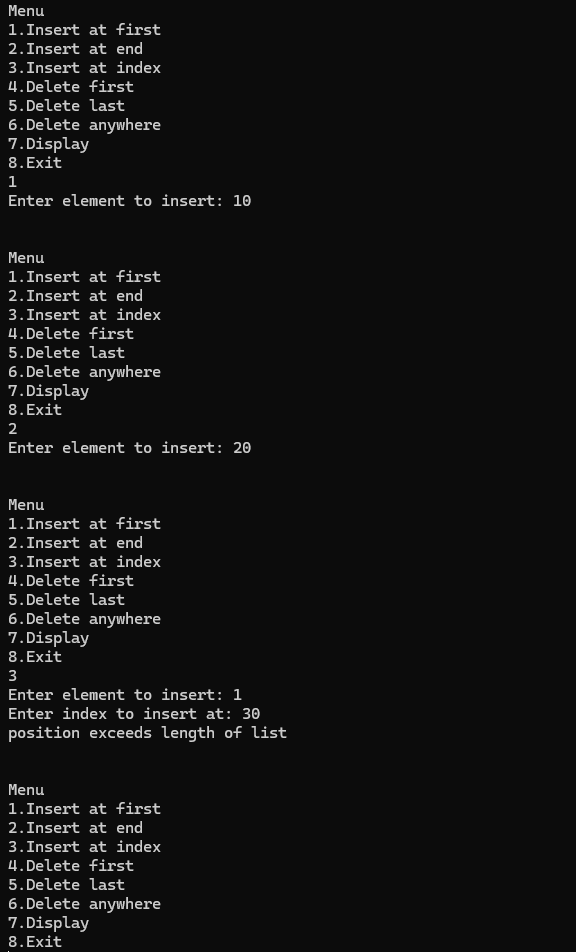 Menu
1.Insert at first
2.Insert at end
3.Insert at index
4.Delete first
5.Delete last
6.Delete anywhere
7.Display
8.Exit
1
Enter element to insert: 10
Menu
1.Insert at first
2.Insert at end
3.Insert at index
4.Delete first
5.Delete last
6.Delete anywhere
7.Display
8.Exit
2
Enter element to insert: 20
Menu
1.Insert at first
2.Insert at end
3.Insert at index
4.Delete first
5.Delete last
6.Delete anywhere
7.Display
8.Exit
3
Enter element to insert: 1
Enter index to insert at: 30
position exceeds length of list
Menu
1.Insert at first
2.Insert at end
3.Insert at index
4.Delete first
5.Delete last
6.Delete anywhere
7.Display
8.Exit